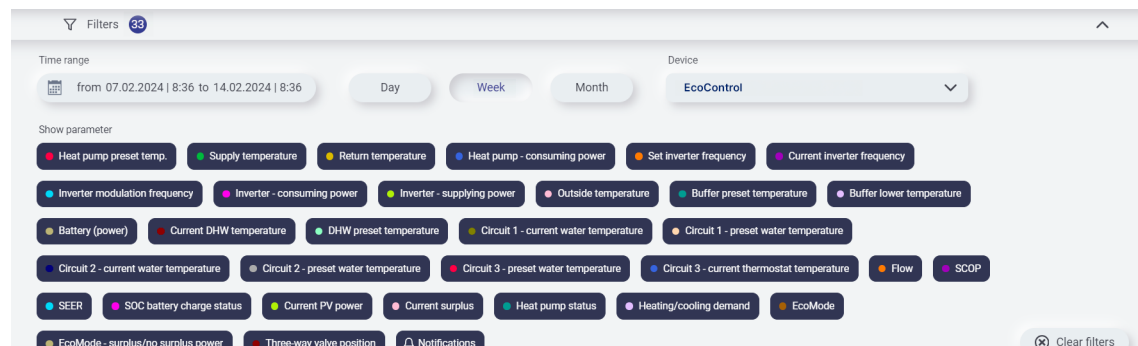 Filters 33
Time range Device
from 07.02.2024 | 8:36 to 14.02.2024 | 8:36 Day Week Month EcoControl
Show parameter
Heat pump preset temp. Supply temperature Return temperature Heat pump - consuming power Set inverter frequency Current inverter frequency
Inverter modulation frequency Inverter - consuming power Inverter - supplying power Outside temperature Buffer preset temperature Buffer lower temperature
Battery (power) Current DHW temperature DHW preset temperature Circuit 1 - current water temperature Circuit 1 - preset water temperature
Circuit 2 - current water temperature Circuit 2 - preset water temperature Circuit 3 - preset water temperature Circuit 3 - current thermostat temperature Flow SCOP
SEER SOC battery charge status Current PV power Current surplus Heat pump status Heating/cooling demand EcoMode
EcoMode - surplus/no surplus power Three-way valve position Notifications Clear filters